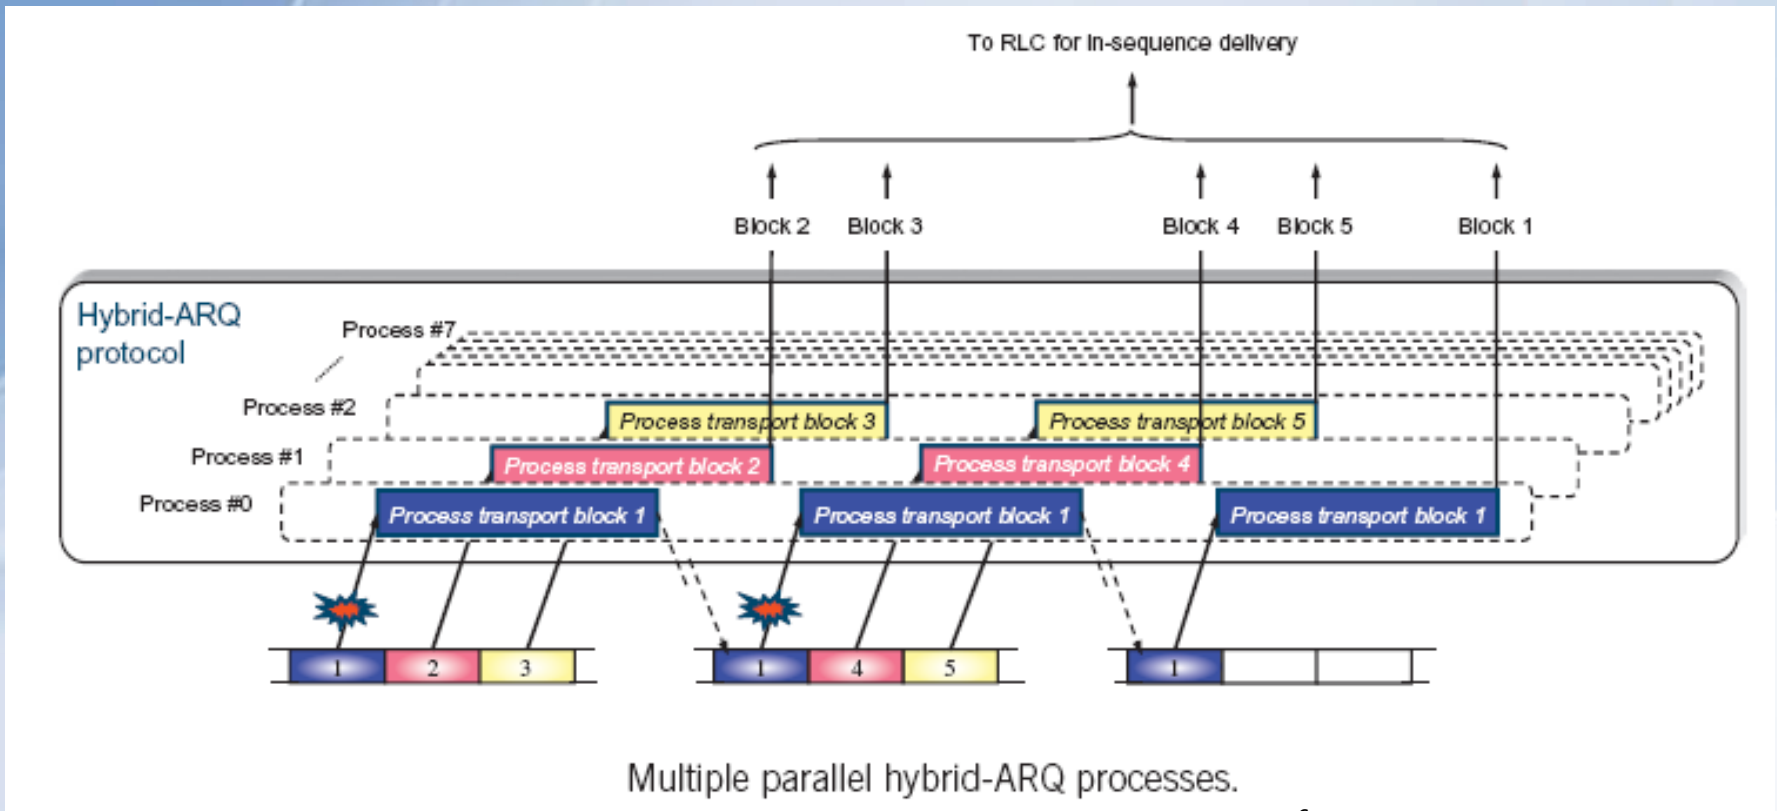 To RLC for in-sequence delivery
Block 2 Block 3 Block 4 Block 5 Block 1
Hybrid-ARQ
protocol
Process #7
Process #2
Process transport block 3 Process transport block 5
Process #1
Process transport block 2 Process transport block 4
Process #0
Process transport block 1 Process transport block 1 Process transport block 1
1 2 3 1 4 5 1
Multiple parallel hybrid-ARQ processes.